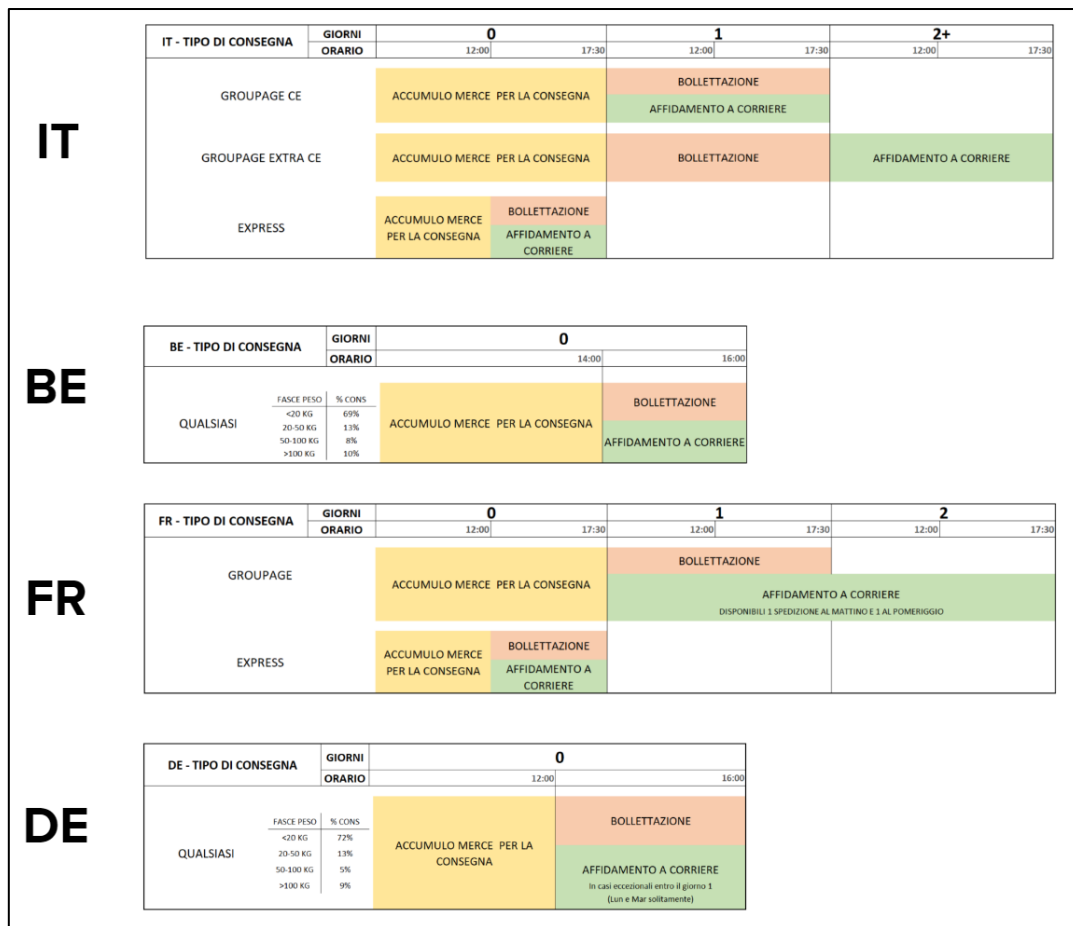 IT
IT - TIPO DI CONSEGNA GIORNI 0 1 2+
ORARIO 12:00 17:30 12:00 17:30 12:00 17:30
GROUPAGE CE ACCUMULO MERCE PER LA CONSEGNA BOLLETTAZIONE
AFFIDAMENTO A CORRIERE
GROUPAGE EXTRA CE ACCUMULO MERCE PER LA CONSEGNA BOLLETTAZIONE AFFIDAMENTO A CORRIERE
EXPRESS ACCUMULO MERCE
PER LA CONSEGNA
BOLLETTAZIONE
AFFIDAMENTO A
CORRIERE
BE
BE - TIPO DI CONSEGNA GIORNI 0
ORARIO 14:00 16:00
QUALSIASI
FASCE PESO % CONS
<20 KG 69%
20-50 KG 13%
50-100 KG 8%
>100 KG 10%
ACCUMULO MERCE PER LA CONSEGNA
BOLLETTAZIONE
AFFIDAMENTO A CORRIERE
FR
FR - TIPO DI CONSEGNA GIORNI 0 1 2
ORARIO 12:00 17:30 12:00 17:30 12:00 17:30
GROUPAGE ACCUMULO MERCE PER LA CONSEGNA BOLLETTAZIONE
AFFIDAMENTO A CORRIERE
DISPONIBILI 1 SPEDIZIONE AL MATTINO E 1 AL POMERIGGIO
EXPRESS ACCUMULO MERCE
PER LA CONSEGNA
BOLLETTAZIONE
AFFIDAMENTO A
CORRIERE
DE
DE - TIPO DI CONSEGNA GIORNI 0
ORARIO 12:00 16:00
QUALSIASI
FASCE PESO % CONS
<20 KG 72%
20-50 KG 13%
50-100 KG 5%
>100 KG 9%
ACCUMULO MERCE PER LA
CONSEGNA
BOLLETTAZIONE
AFFIDAMENTO A CORRIERE
In casi eccezionali entro il giorno 1
(Lun e Mar solitamente)